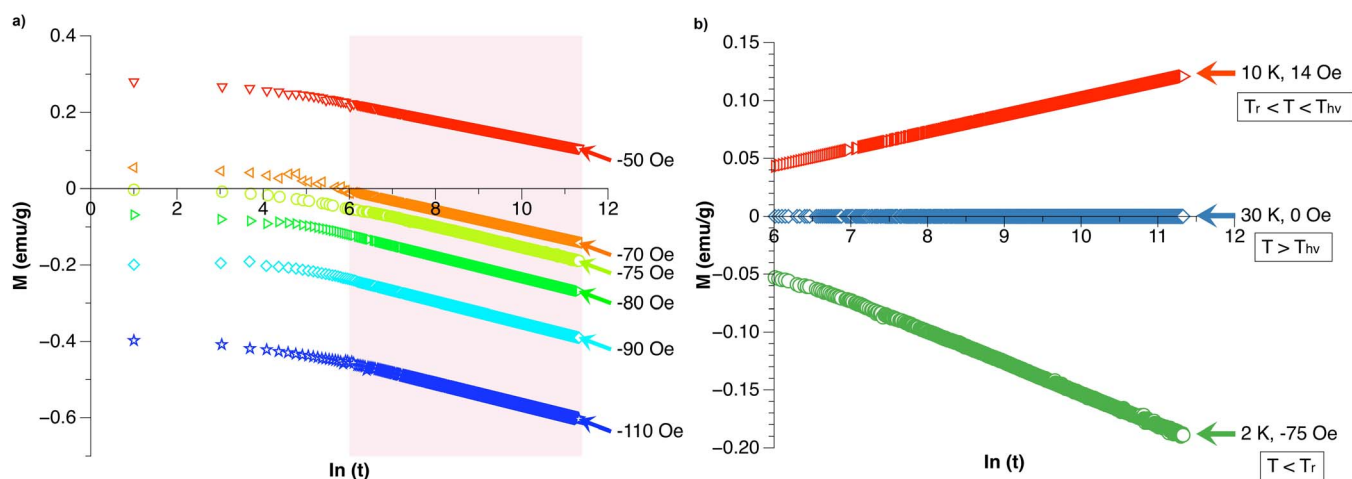 a)
0.4
0.2
0
−0.2
−0.4
−0.6
0
2
4
6
8
10
12
M (emu/g)
ln (t)
-50 Oe
-70 Oe
-75 Oe
-80 Oe
-90 Oe
-110 Oe
b)
0.15
0.10
0.05
0
−0.05
−0.10
−0.15
−0.20
6
7
8
9
10
11
12
M (emu/g)
ln (t)
10 K, 14 Oe
Tr < T < Thv
30 K, 0 Oe
T > Thv
2 K, -75 Oe
T < Tr